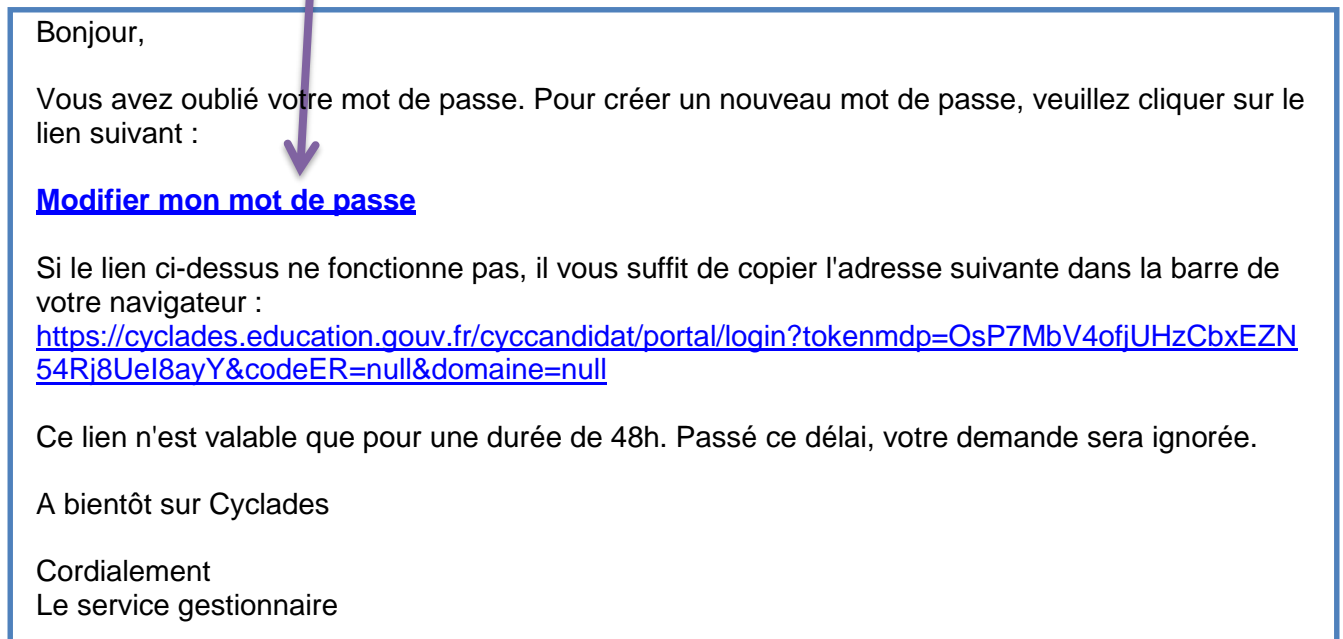 Bonjour,
Vous avez oublié votre mot de passe. Pour créer un nouveau mot de passe, veuillez cliquer sur le
lien suivant :
Modifier mon mot de passe
Si le lien ci-dessus ne fonctionne pas, il vous suffit de copier l'adresse suivante dans la barre de
votre navigateur :
https://cyclades.education.gouv.fr/cyccandidat/portal/login?tokenmdp=OsP7MbV4ofjUHzCbxEZN
54Rj8UeI8ayY&codeER=null&domaine=null
Ce lien n'est valable que pour une durée de 48h. Passé ce délai, votre demande sera ignorée.
A bientôt sur Cyclades
Cordialement
Le service gestionnaire